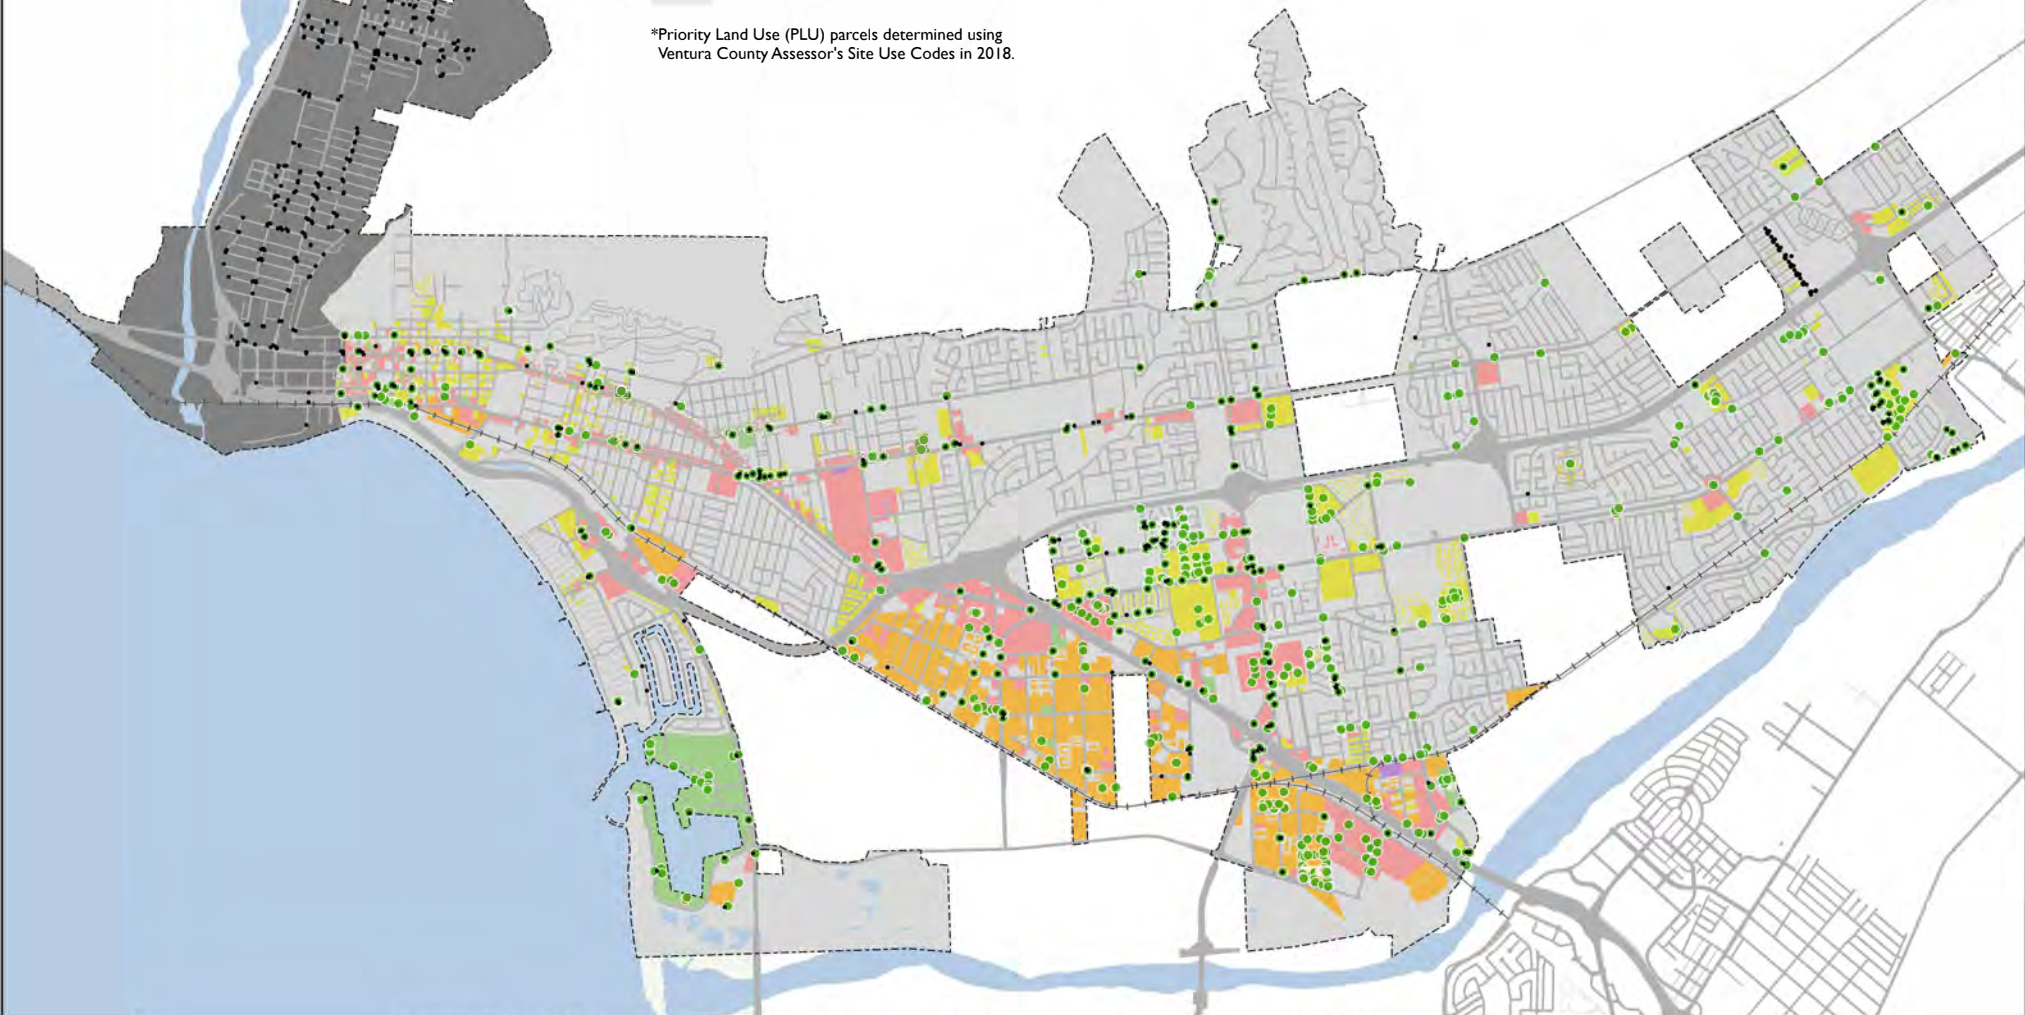 *Priority Land Use (PLU) parcels determined using
Ventura County Assessor's Site Use Codes in 2018.